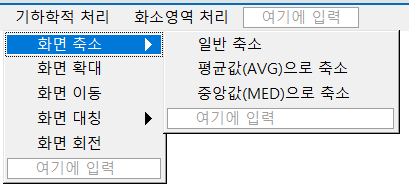 기하학적 처리 화소영역 처리 여기에 입력
화면 축소
화면 확대
화면 이동
화면 대칭
화면 회전
여기에 입력
일반 축소
평균값(AVG)으로 축소
중앙값(MED)으로 축소
여기에 입력